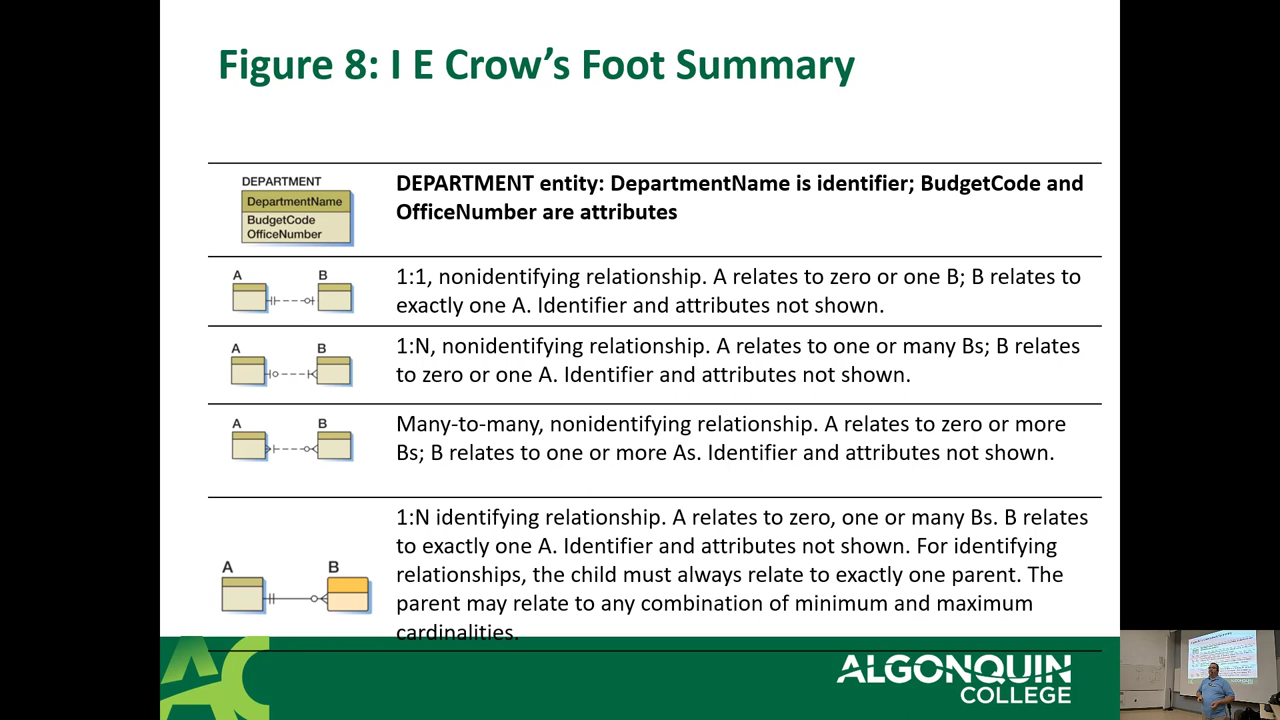 Figure 8: I E Crow's Foot Summary
DEPARTMENT
DepartmentName
BudgetCode
OfficeNumber
DEPARTMENT entity: DepartmentName is identifier; BudgetCode and
OfficeNumber are attributes
A B
1:1, nonidentifying relationship. A relates to zero or one B; B relates to
exactly one A. Identifier and attributes not shown.
A B
1:N, nonidentifying relationship. A relates to one or many Bs; B relates
to zero or one A. Identifier and attributes not shown.
A B
Many-to-many, nonidentifying relationship. A relates to zero or more
Bs; B relates to one or more As. Identifier and attributes not shown.
A B
1:N identifying relationship. A relates to zero, one or many Bs. B relates
to exactly one A. Identifier and attributes not shown. For identifying
relationships, the child must always relate to exactly one parent. The
parent may relate to any combination of minimum and maximum
cardinalities.
AC
ALGONQUIN
COLLEGE